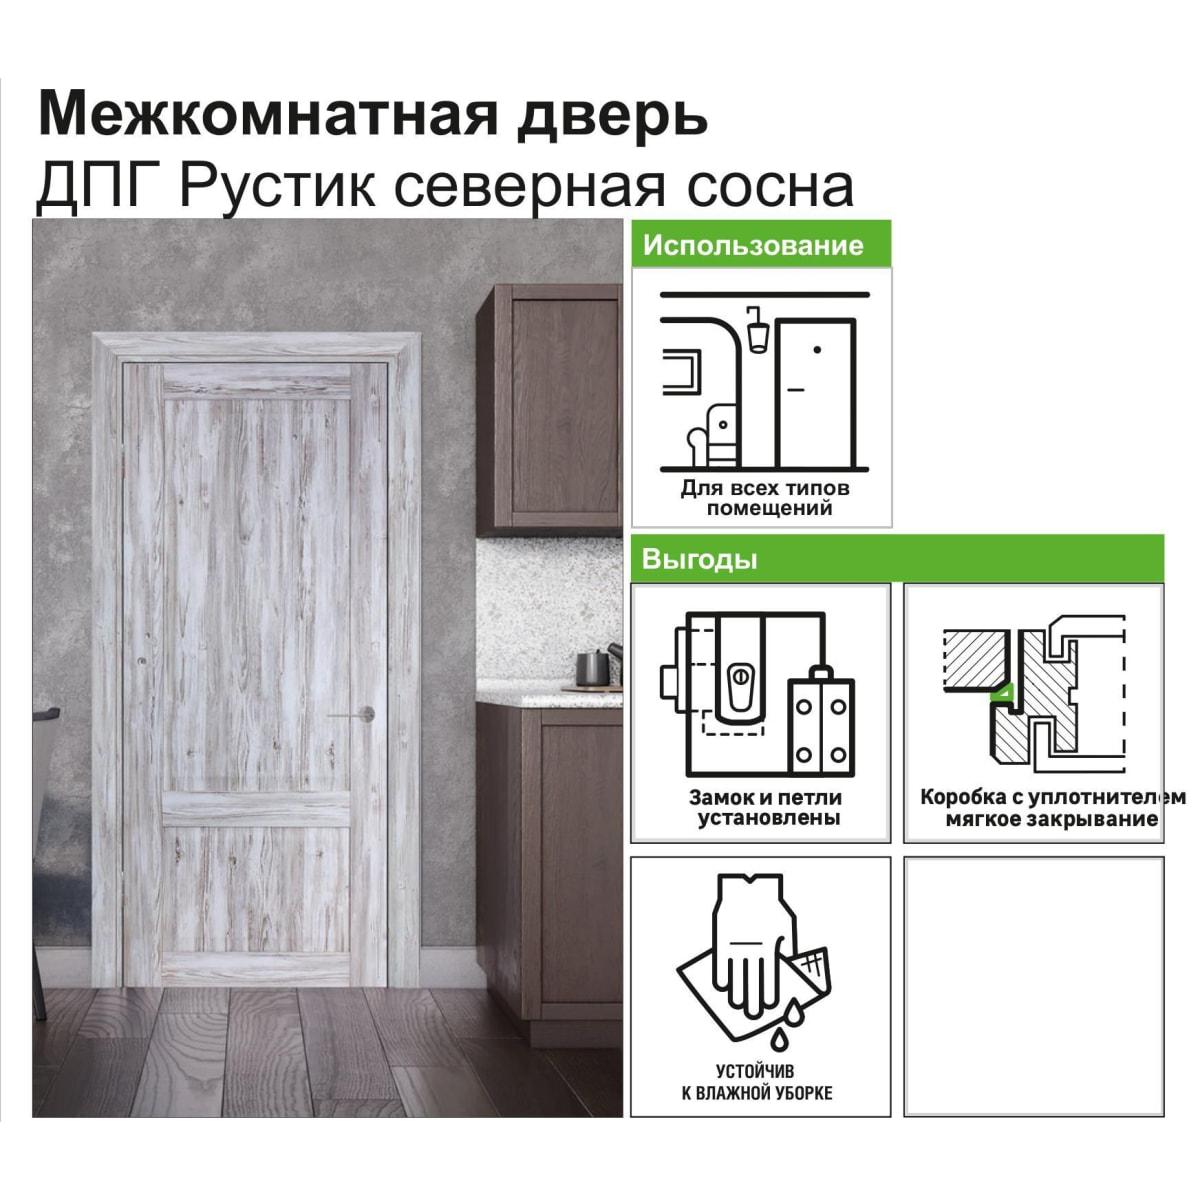 Межкомнатная дверь
ДПГ Рустик северная сосна
Использование
Для всех типов
помещений
Выгоды
Замок и петли
установлены
Коробка с уплотнителем
мягкое закрывание
УСТОЙЧИВ
К ВЛАЖНОЙ УБОРКЕ